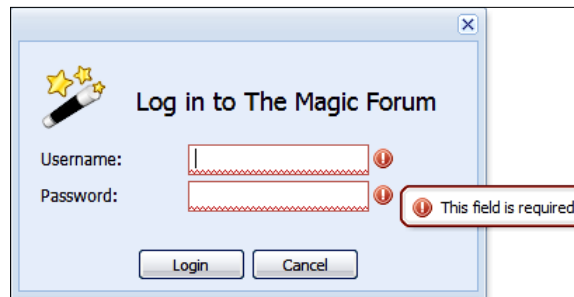 Log in to The Magic Forum
Username:
Password:
This field is required
Login Cancel